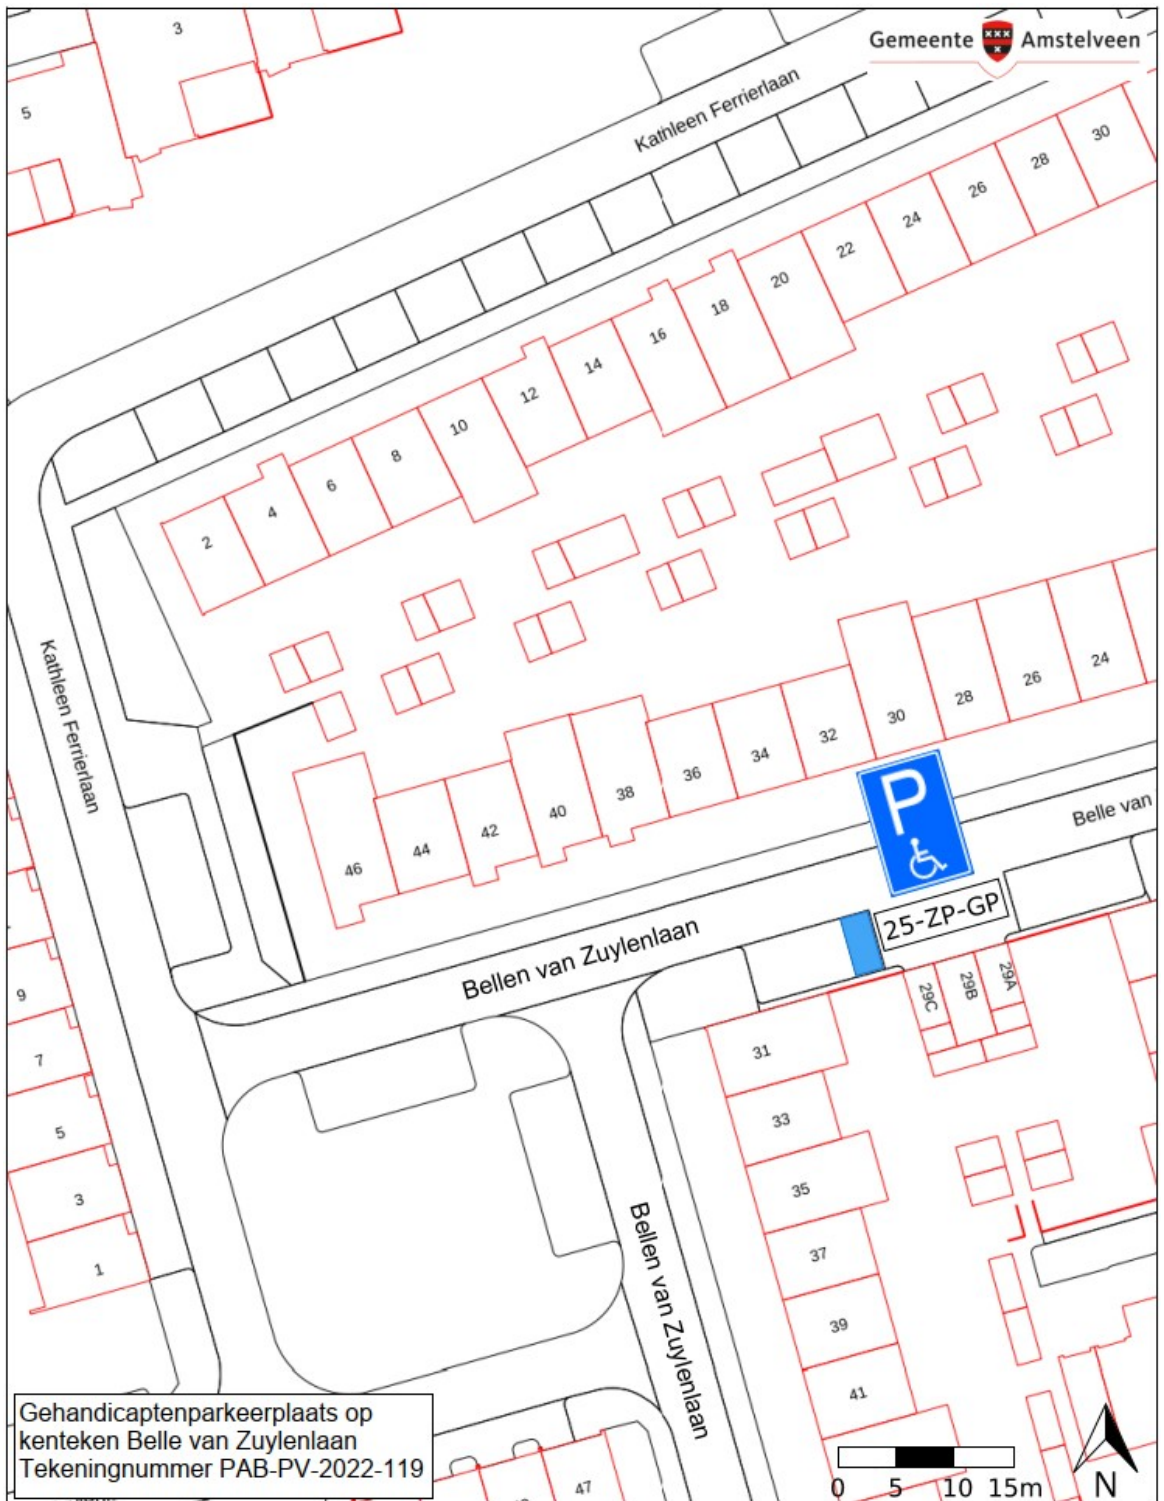 3
Gemeente Amstelveen
5
Kathleen Ferrierlaan
30
28
26
24
22
20
18
16
14
12
10
8
6
4
2
Kathleen Ferrierlaan
24
26
28
30
32
34
36
38
40
42
44
46
P
Belle van
25-ZP-GP
Bellen van Zuylenlaan
29A
29B
29C
9
7
5
3
1
31
33
35
37
39
41
Bellen van Zuylenlaan
47
Gehandicaptenparkeerplaats op
kenteken Belle van Zuylenlaan
Tekeningnummer PAB-PV-2022-119
0 5 10 15m
N